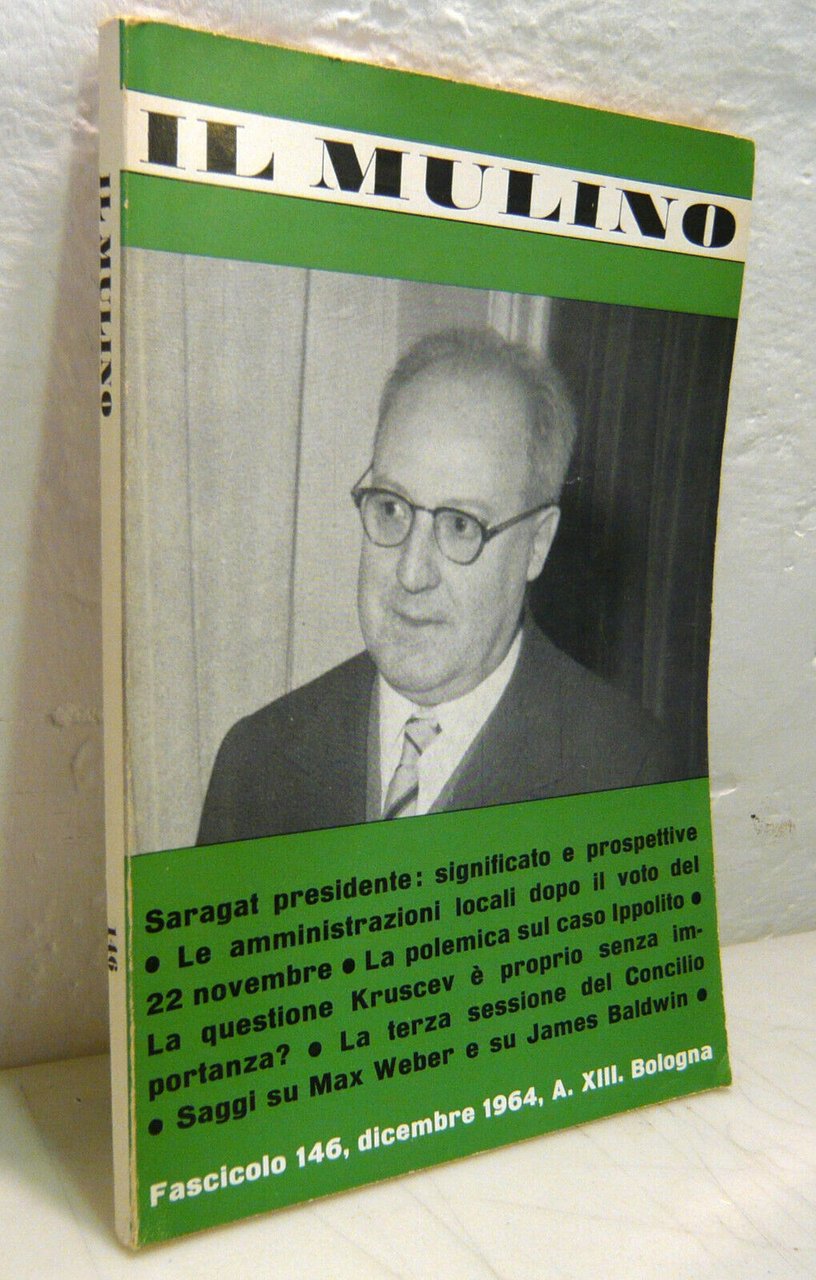 IL MULINO
Saragat presidente: significato e prospettive
• Le amministrazioni locali dopo il voto del
22 novembre • La polemica sul caso Ippolito •
La questione Kruscev è proprio senza im-
portanza? • La terza sessione del Concilio
• Saggi su Max Weber e su James Baldwin •
Fascicolo 146, dicembre 1964, A. XIII. Bologna
IL MULINO
146